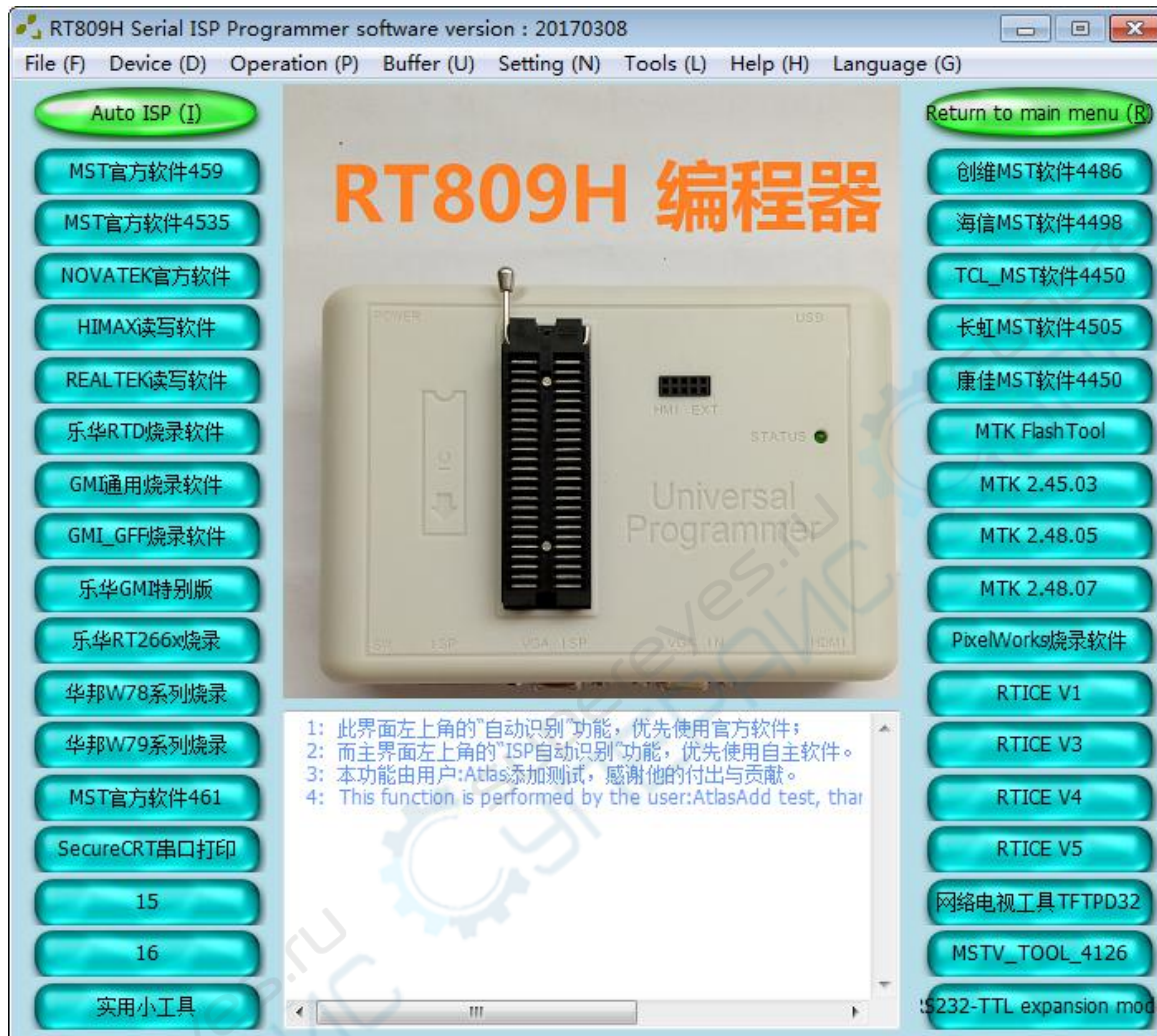 RT809H Serial ISP Programmer software version : 20170308
File (F) Device (D) Operation (P) Buffer (U) Setting (N) Tools (L) Help (H) Language (G)
Auto ISP (I)
MST官方软件459
MST官方软件4535
NOVATEK官方软件
HIMAX读写软件
REALTEK读写软件
乐华RTD烧录软件
GMI通用烧录软件
GMI_GFF烧录软件
乐华GMI特别版
乐华RT266x烧录
华邦W78系列烧录
华邦W79系列烧录
MST官方软件461
SecureCRT串口打印
15
16
实用小工具
RT809H 编程器
POWER
USB
HMI EXT
STATUS
Universal
Programmer
ISP
VGA / ISP
VGA IN
HDMI
1: 此界面左上角的"自动识别"功能，优先使用官方软件；
2: 而主界面左上角的"ISP自动识别"功能，优先使用自主软件。
3: 本功能由用户:Atlas添加测试，感谢他的付出与贡献。
4: This function is performed by the user:AtlasAdd test, than
Return to main menu (R)
创维MST软件4486
海信MST软件4498
TCL_MST软件4450
长虹MST软件4505
康佳MST软件4450
MTK FlashTool
MTK 2.45.03
MTK 2.48.05
MTK 2.48.07
PixelWorks烧录软件
RTICE V1
RTICE V3
RTICE V4
RTICE V5
网络电视工具TFTPD32
MSTV_TOOL_4126
RS232-TTL expansion mod